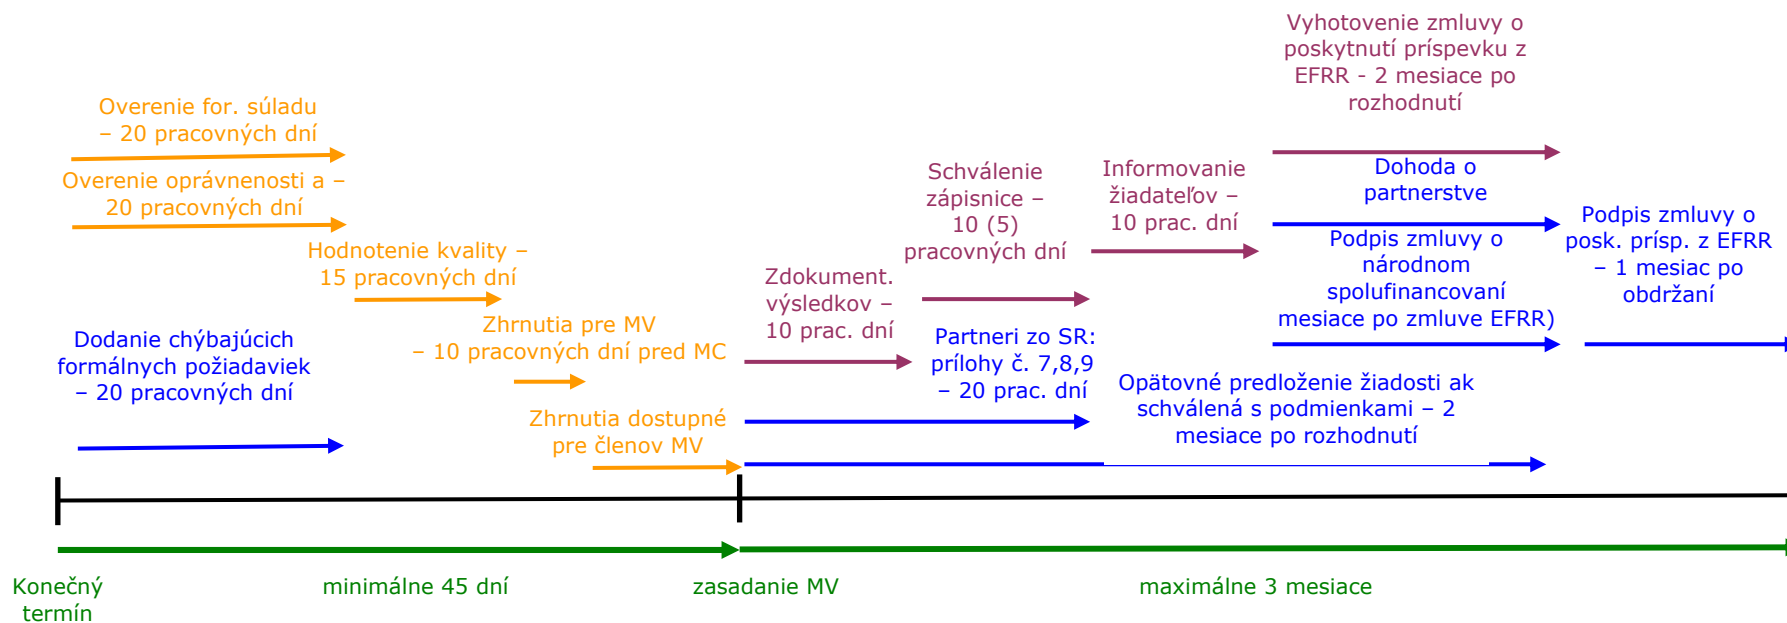 Vyhotovenie zmluvy o
poskytnutí príspevku z
EFRR - 2 mesiace po
rozhodnutí
Overenie for. súladu
– 20 pracovných dní
Overenie oprávnenosti a –
20 pracovných dní
Hodnotenie kvality –
15 pracovných dní
Dodanie chýbajúcich
formálnych požiadaviek
– 20 pracovných dní
Zhrnutia pre MV
– 10 pracovných dní pred MC
Zhrnutia dostupné
pre členov MV
Zdokument.
výsledkov –
10 prac. dní
Schválenie
zápisnice –
10 (5)
pracovných dní
Informovanie
žiadateľov –
10 prac. dní
Dohoda o
partnerstve
Podpis zmluvy o
národnom
spolufinancovaní
mesiace po zmluve EFRR)
Podpis zmluvy o
posk. prísp. z EFRR
– 1 mesiac po
obdržaní
Partneri zo SR:
prílohy č. 7,8,9
– 20 prac. dní
Opätovné predloženie žiadosti ak
schválená s podmienkami – 2
mesiace po rozhodnutí
Konečný
termín
minimálne 45 dní
zasadanie MV
maximálne 3 mesiace